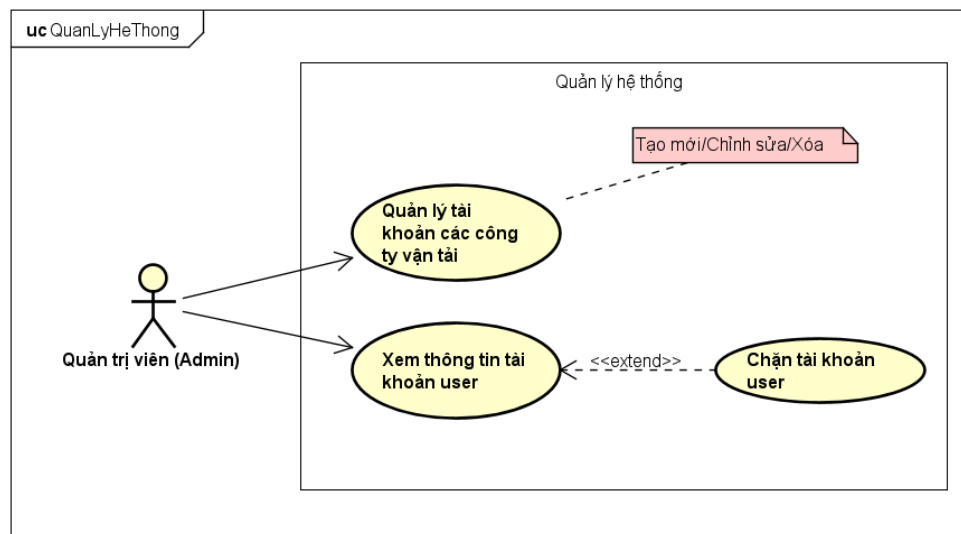 uc QuanLyHeThong
Quản lý hệ thống
Tạo mới/Chỉnh sửa/Xóa
Quản lý tài
khoản các công
ty vận tải
Quản trị viên (Admin)
Xem thông tin tài
khoản user
<<extend>>
Chặn tài khoản
user